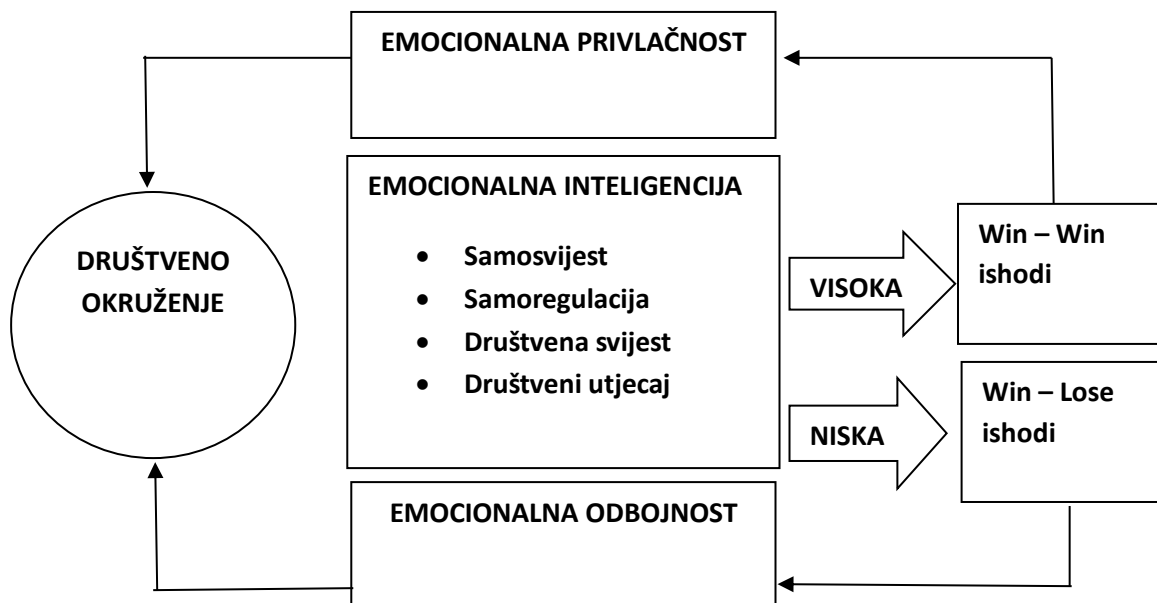 EMOCIONALNA PRIVLAČNOST
EMOCIONALNA INTELIGENCIJA
• Samosvijest
• Samoregulacija
• Društvena svijest
• Društveni utjecaj
DRUŠTVENO
OKRUŽENJE
VISOKA
Win – Win
ishodi
NISKA
Win – Lose
ishodi
EMOCIONALNA ODBOJNOST